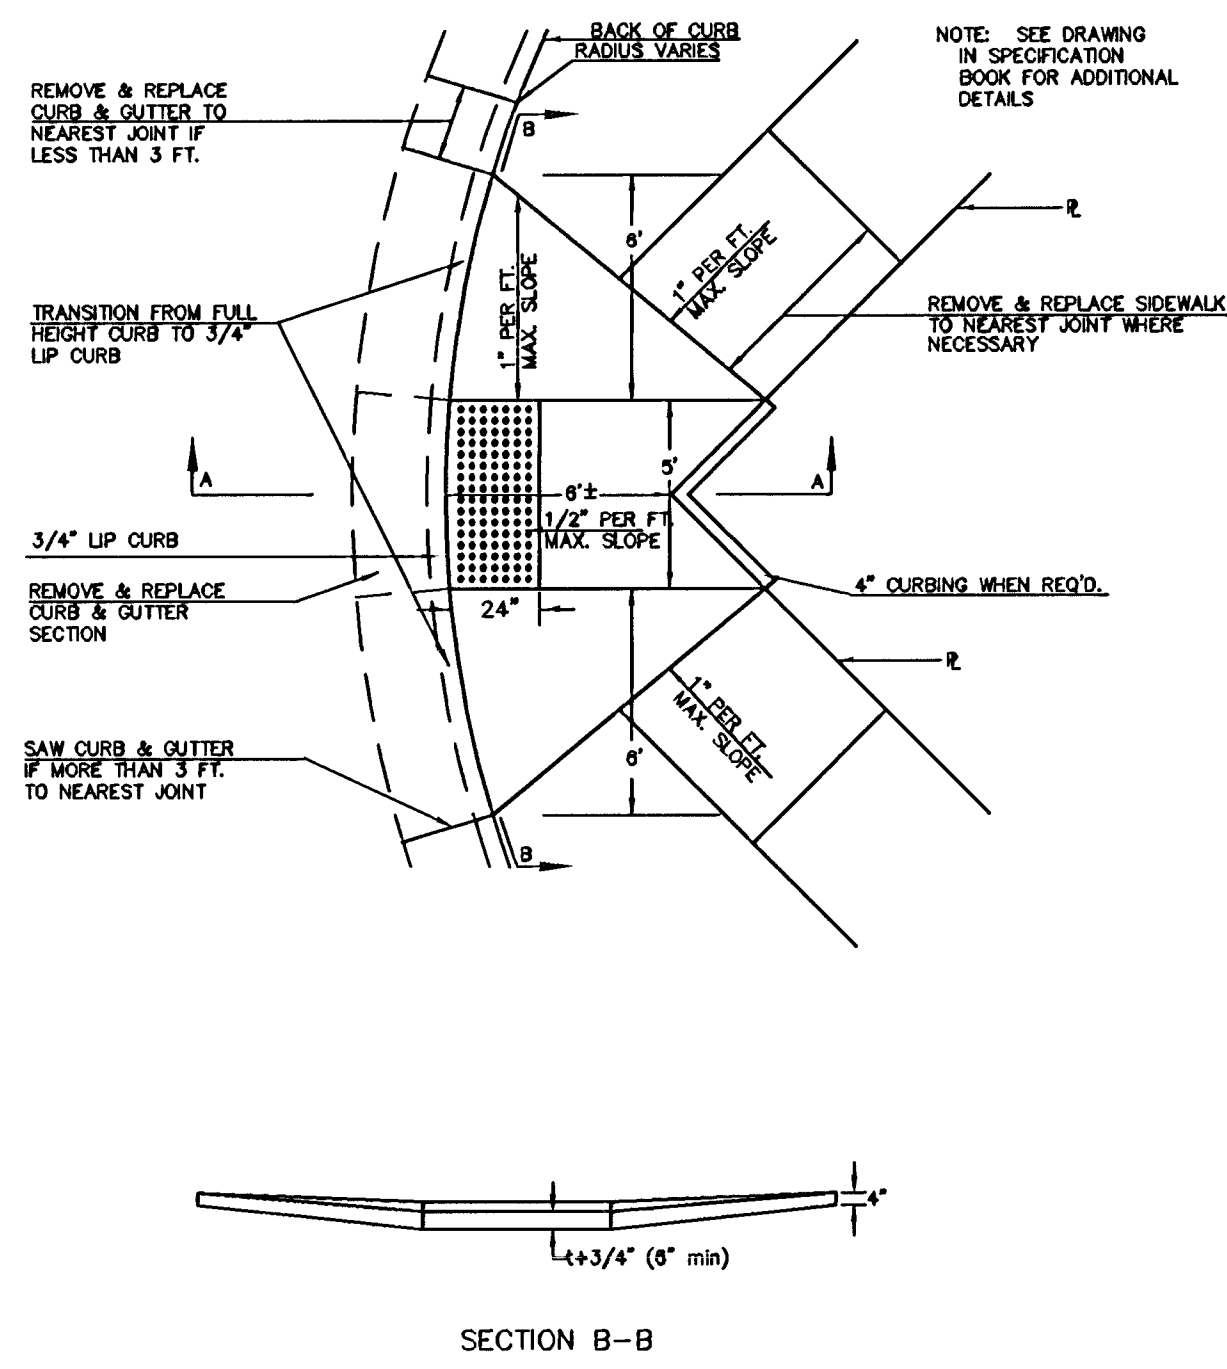 BACK OF CURB
RADIUS VARIES
NOTE: SEE DRAWING
IN SPECIFICATION
BOOK FOR ADDITIONAL
DETAILS
REMOVE & REPLACE
CURB & GUTTER TO
NEAREST JOINT IF
LESS THAN 3 FT.
B
6'
1" PER FT.
MAX. SLOPE
1" PER FT.
MAX. SLOPE
PL
REMOVE & REPLACE SIDEWALK
TO NEAREST JOINT WHERE
NECESSARY
TRANSITION FROM FULL
HEIGHT CURB TO 3/4"
LIP CURB
A
5'
6'±
A
1/2" PER FT.
MAX. SLOPE
3/4" LIP CURB
REMOVE & REPLACE
CURB & GUTTER
SECTION
24"
4" CURBING WHEN REQ'D.
PL
1" PER FT.
MAX. SLOPE
SAW CURB & GUTTER
IF MORE THAN 3 FT.
TO NEAREST JOINT
6'
B
4"
t+3/4" (6" min)
SECTION B-B